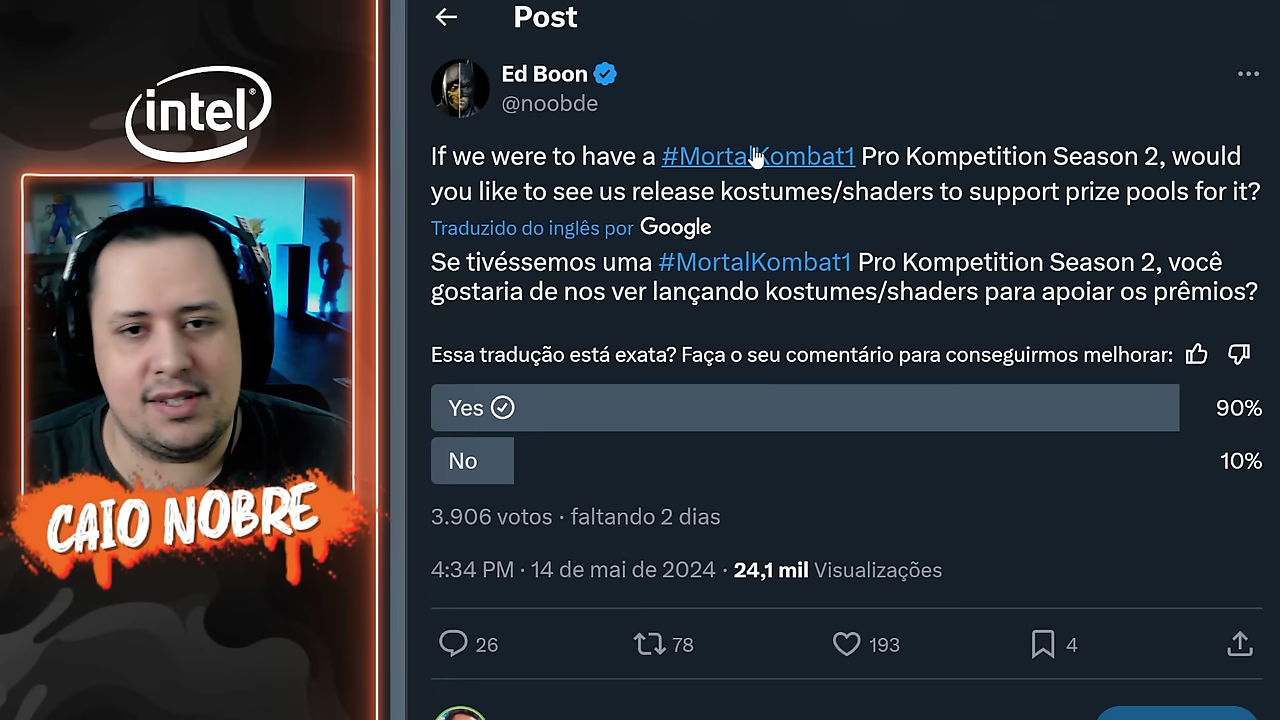 intel
CAIO NOBRE
Post
Ed Boon
@noobde
If we were to have a #MortalKombat1 Pro Kompetition Season 2, would
you like to see us release kostumes/shaders to support prize pools for it?
Traduzido do inglês por Google
Se tivéssemos uma #MortalKombat1 Pro Kompetition Season 2, você
gostaria de nos ver lançando kostumes/shaders para apoiar os prêmios?
Essa tradução está exata? Faça o seu comentário para conseguirmos melhorar:
Yes 90%
No 10%
3.906 votos · faltando 2 dias
4:34 PM · 14 de mai de 2024 · 24,1 mil Visualizações
26 78 193 4